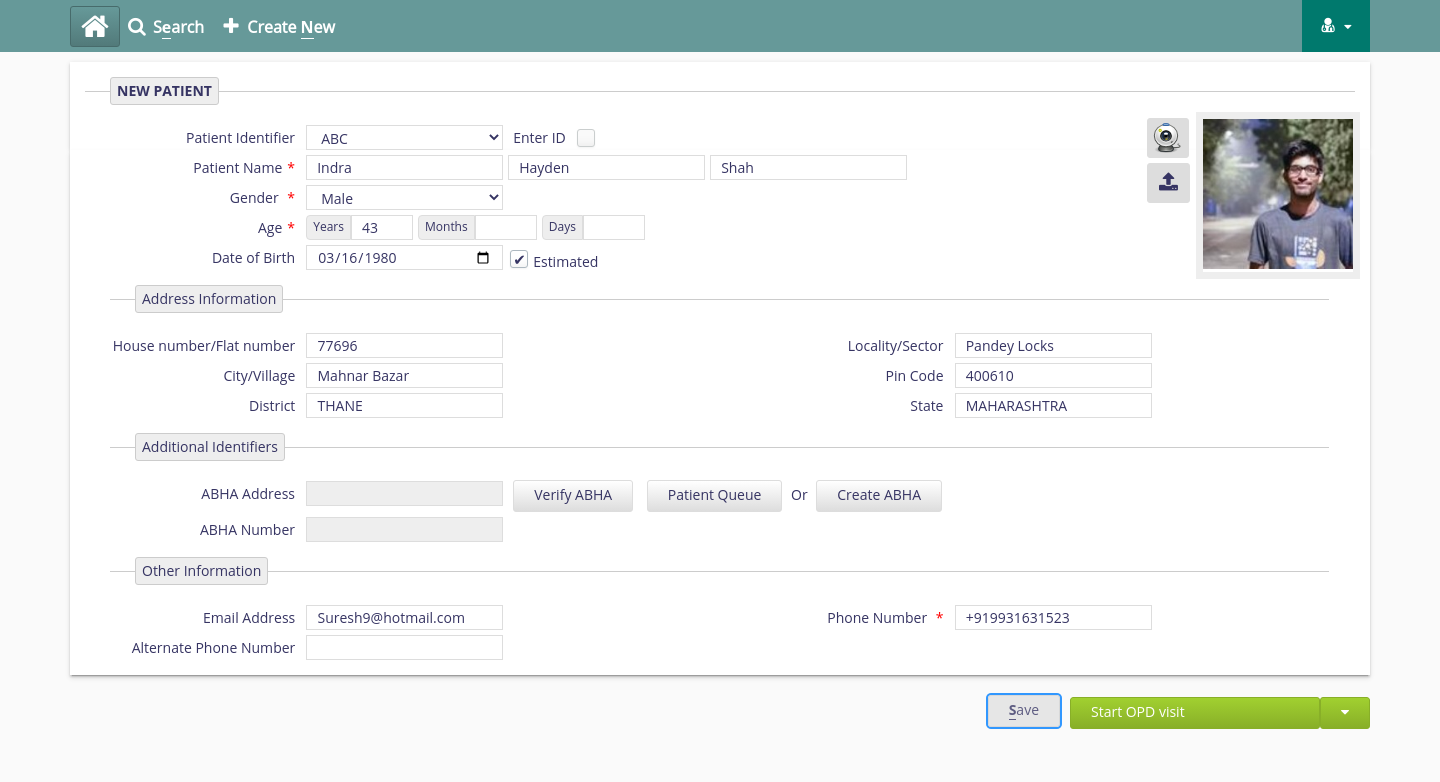 Search Create New
NEW PATIENT
Patient Identifier ABC Enter ID
Patient Name * Indra Hayden Shah
Gender * Male
Age * Years 43 Months Days
Date of Birth 03/16/1980 ✔ Estimated
Address Information
House number/Flat number 77696 Locality/Sector Pandey Locks
City/Village Mahnar Bazar Pin Code 400610
District THANE State MAHARASHTRA
Additional Identifiers
ABHA Address Verify ABHA Patient Queue Or Create ABHA
ABHA Number
Other Information
Email Address Suresh9@hotmail.com Phone Number * +919931631523
Alternate Phone Number
Save Start OPD visit